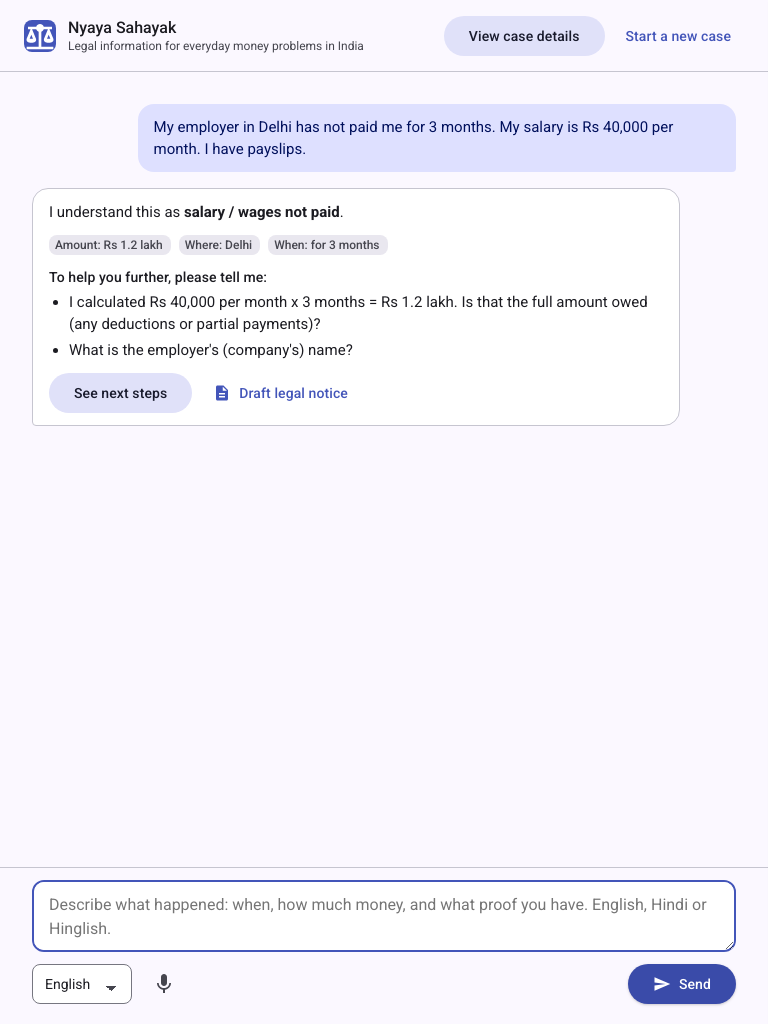 Nyaya Sahayak
Legal information for everyday money problems in India
View case details
Start a new case
My employer in Delhi has not paid me for 3 months. My salary is Rs 40,000 per
month. I have payslips.
I understand this as salary / wages not paid.
Amount: Rs 1.2 lakh
Where: Delhi
When: for 3 months
To help you further, please tell me:
• I calculated Rs 40,000 per month x 3 months = Rs 1.2 lakh. Is that the full amount owed
(any deductions or partial payments)?
• What is the employer's (company's) name?
See next steps
Draft legal notice
Describe what happened: when, how much money, and what proof you have. English, Hindi or
Hinglish.
English
Send